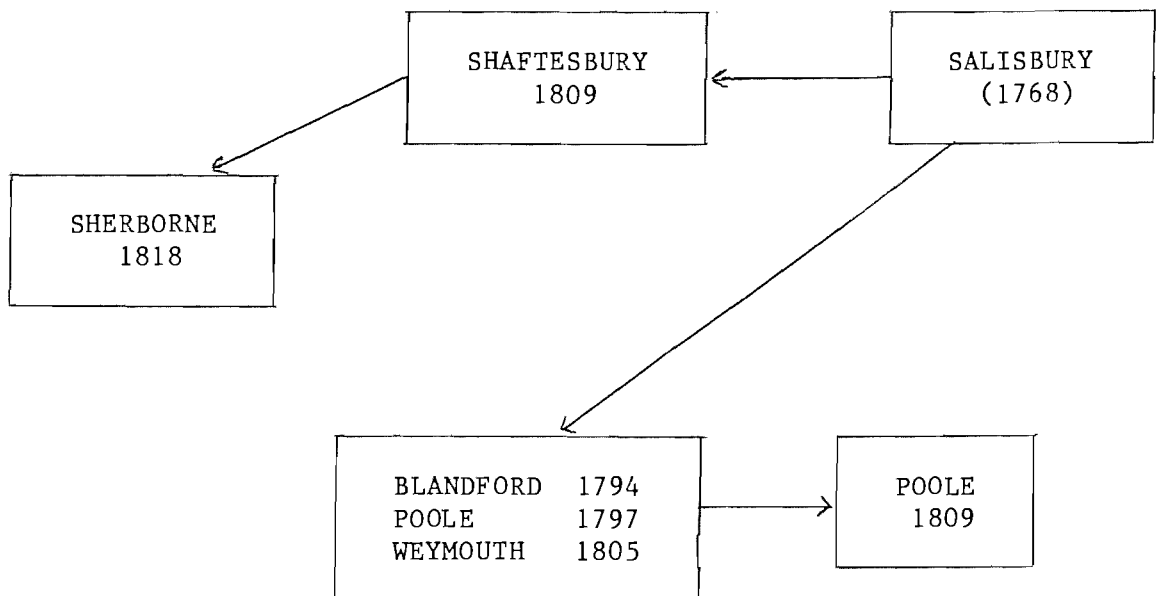 SHAFTESBURY
1809
SALISBURY
(1768)
SHERBORNE
1818
BLANDFORD 1794
POOLE 1797
WEYMOUTH 1805
POOLE
1809